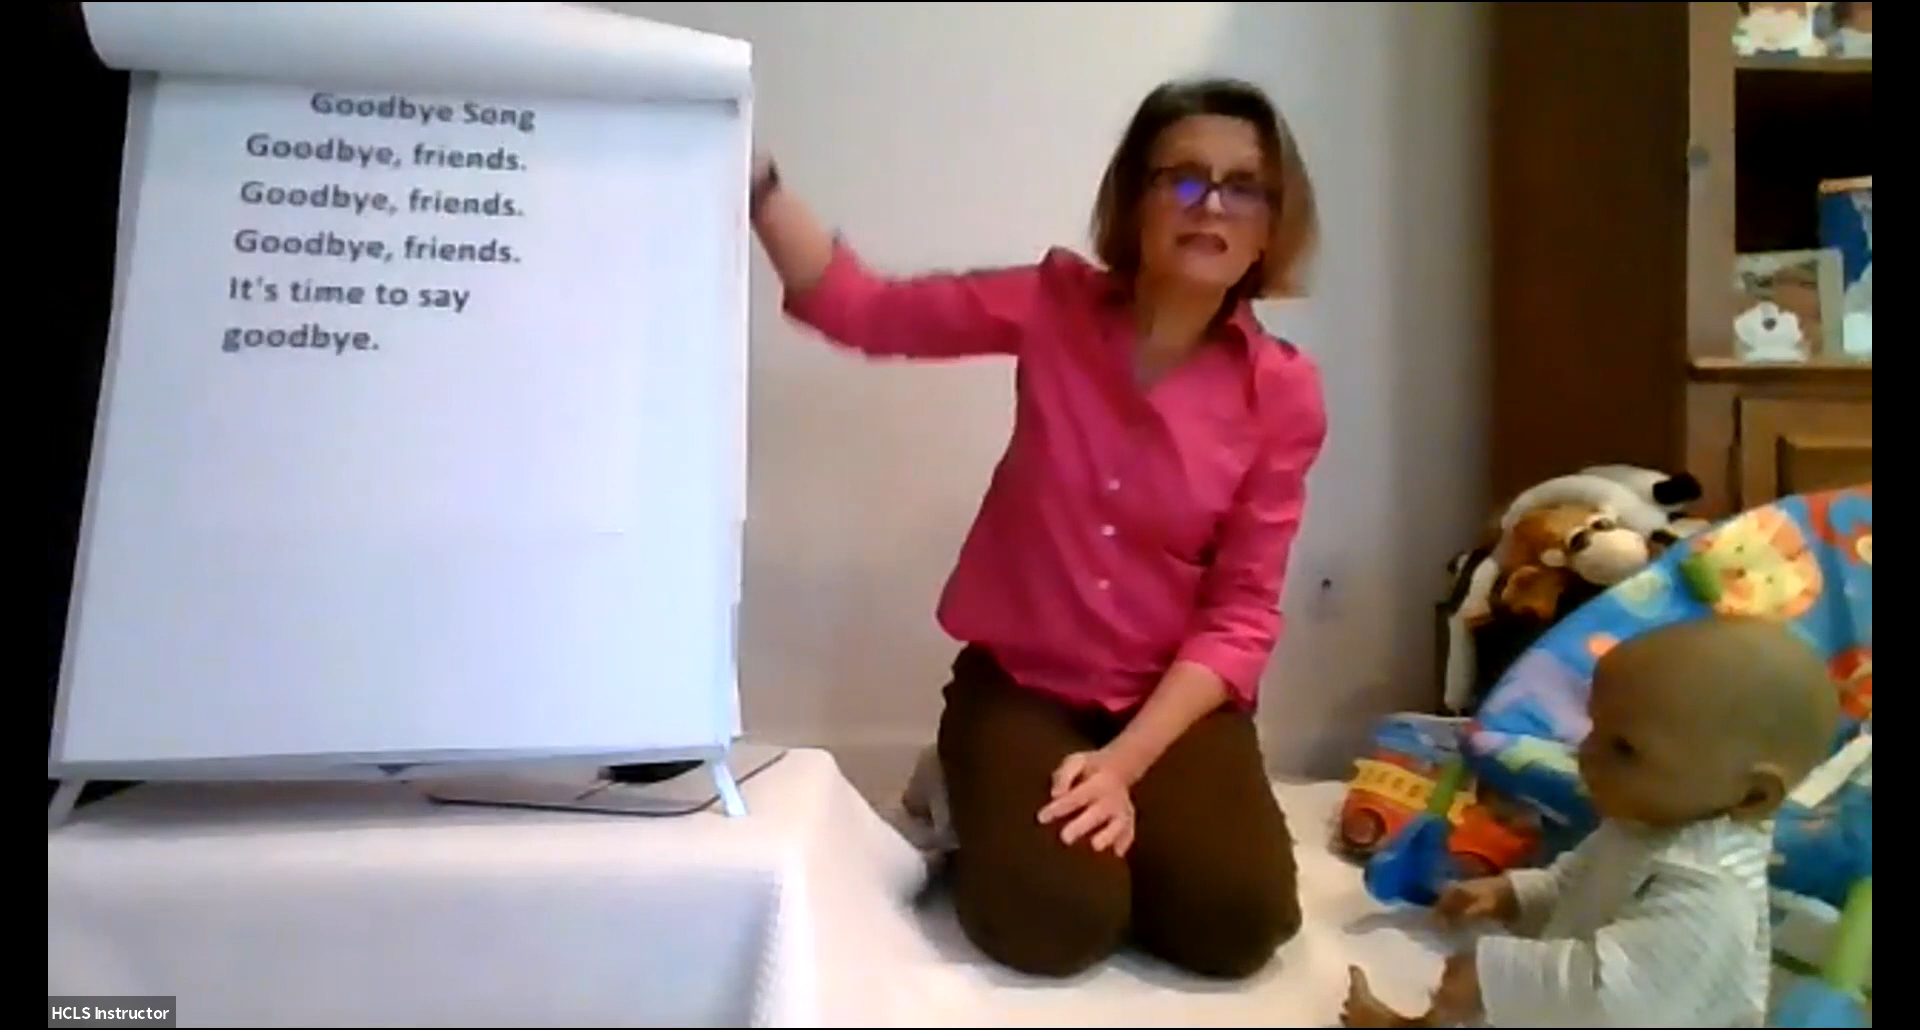 Goodbye Song
Goodbye, friends.
Goodbye, friends.
Goodbye, friends.
It's time to say
goodbye.
HCLS Instructor